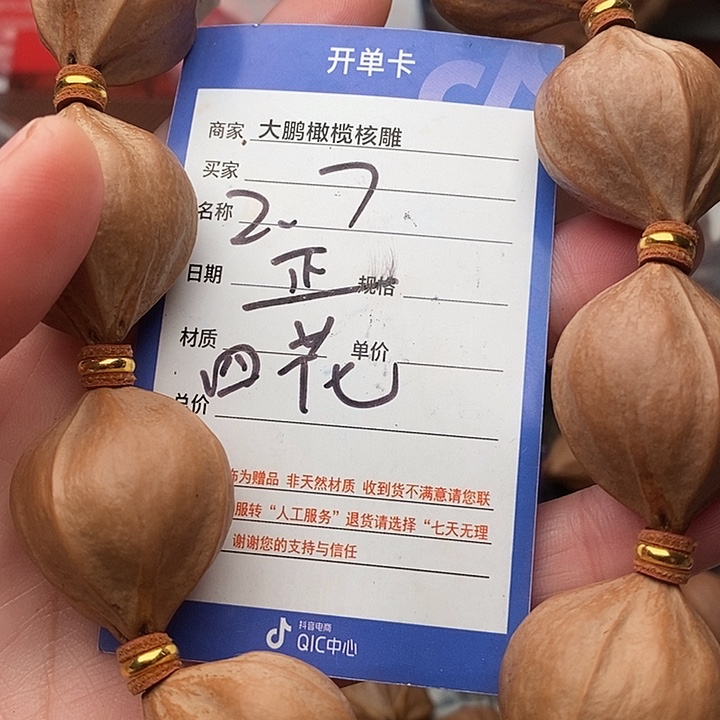 开单卡
商家 大鹏橄榄核雕
买家
名称 2.7
日期 正 规格
材质 四花 单价
总价
饰为赠品 非天然材质 收到货不满意请您联
服转“人工服务”退货请选择“七天无理
谢谢您的支持与信任
抖音电商
QIC中心